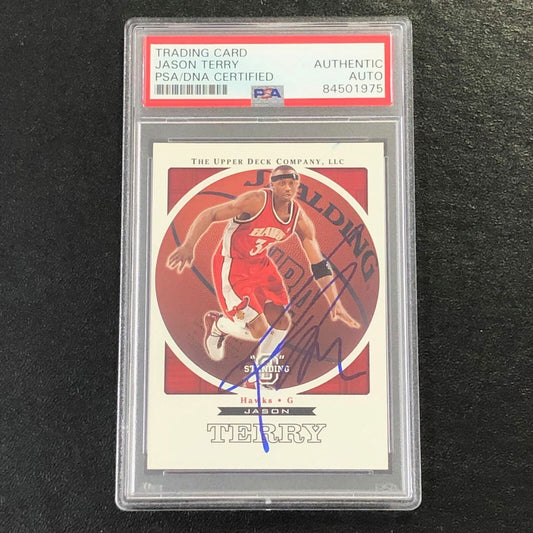 TRADING CARD
JASON TERRY
PSA/DNA CERTIFIED
AUTHENTIC
AUTO
84501975
PSA
THE UPPER DECK COMPANY, LLC
SPALDING
HAWKS
3
"O"
STANDING
Hawks • G
JASON
TERRY